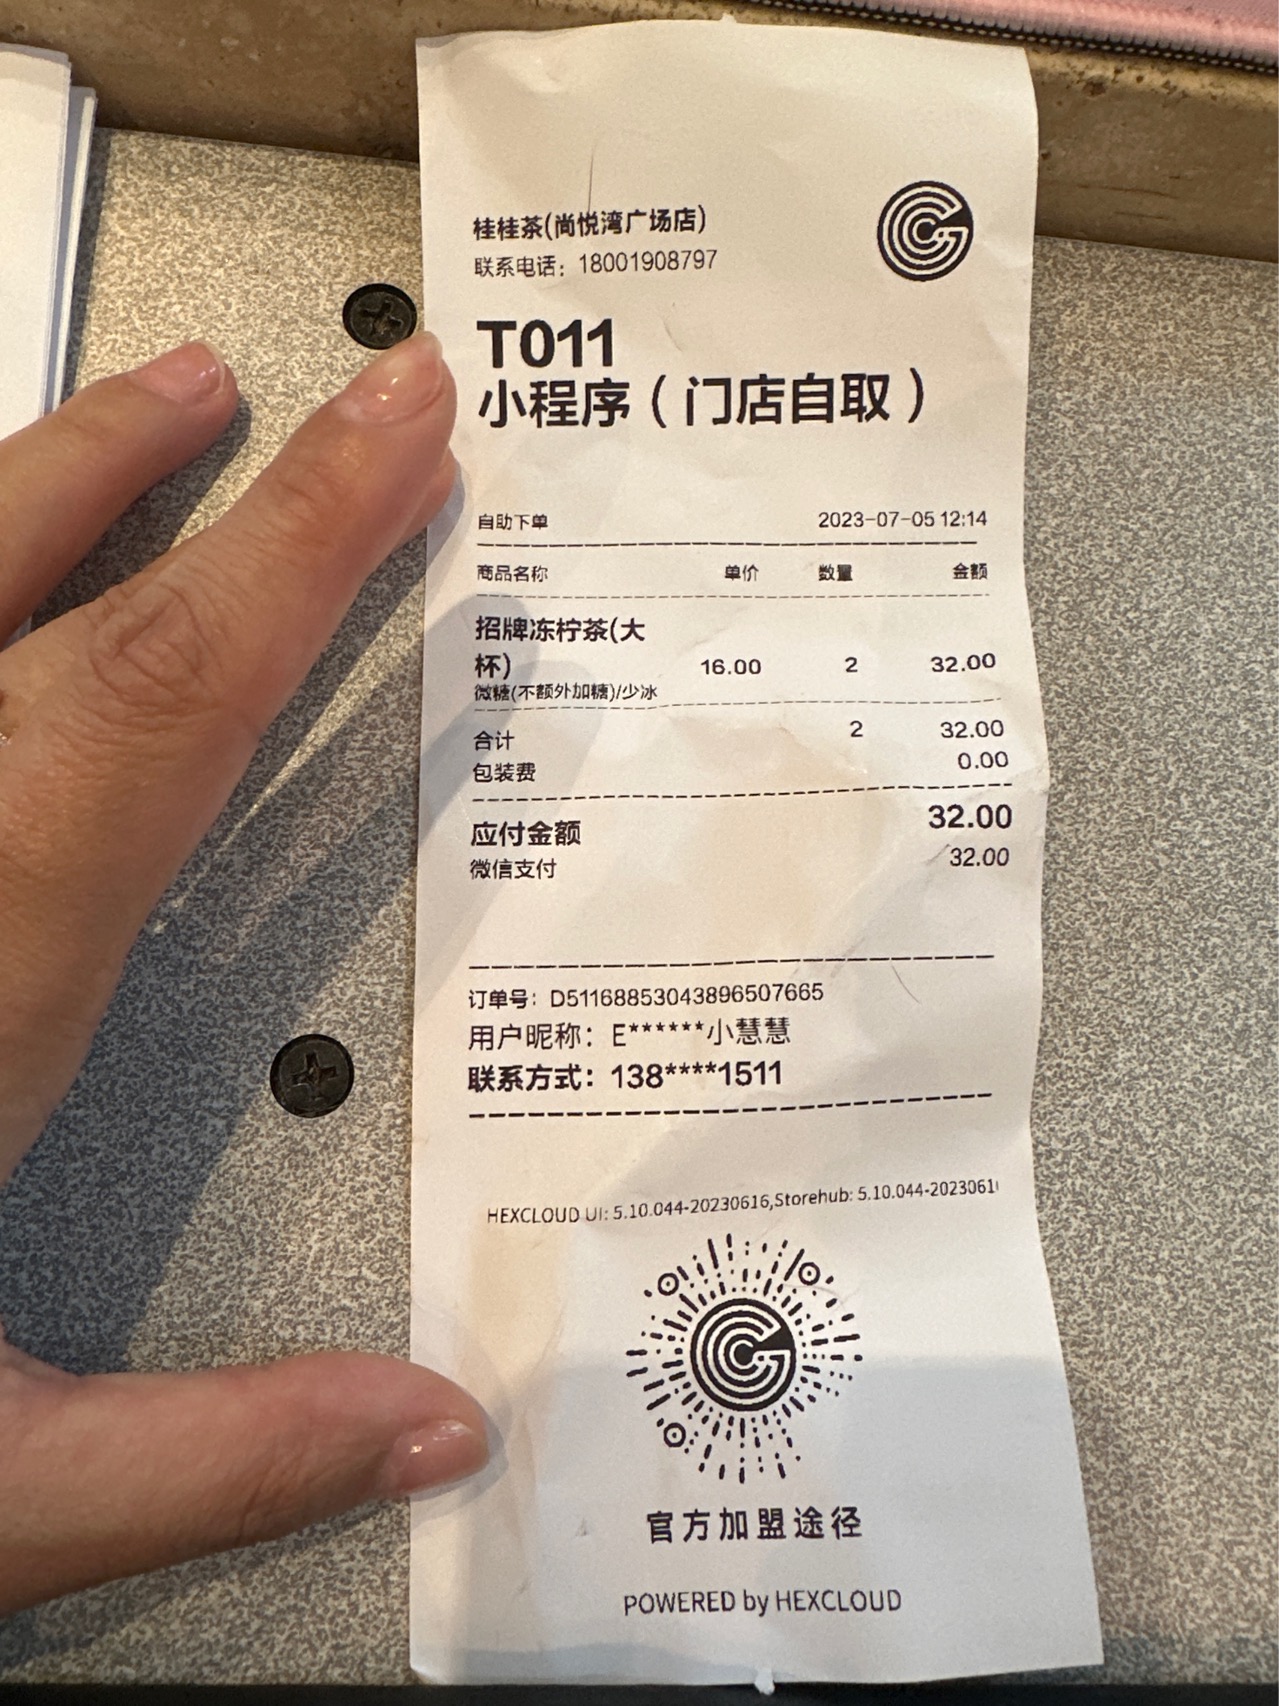 桂桂茶(尚悦湾广场店)
联系电话：18001908797
T011
小程序（门店自取）
自助下单 2023-07-05 12:14
商品名称 单价 数量 金额
招牌冻柠茶(大
杯) 16.00 2 32.00
微糖(不额外加糖)/少冰
合计 2 32.00
包装费 0.00
应付金额 32.00
微信支付 32.00
订单号：D51168853043896507665
用户昵称：E******小慧慧
联系方式：138****1511
HEXCLOUD UI: 5.10.044-20230616,Storehub: 5.10.044-2023061
官方加盟途径
POWERED by HEXCLOUD